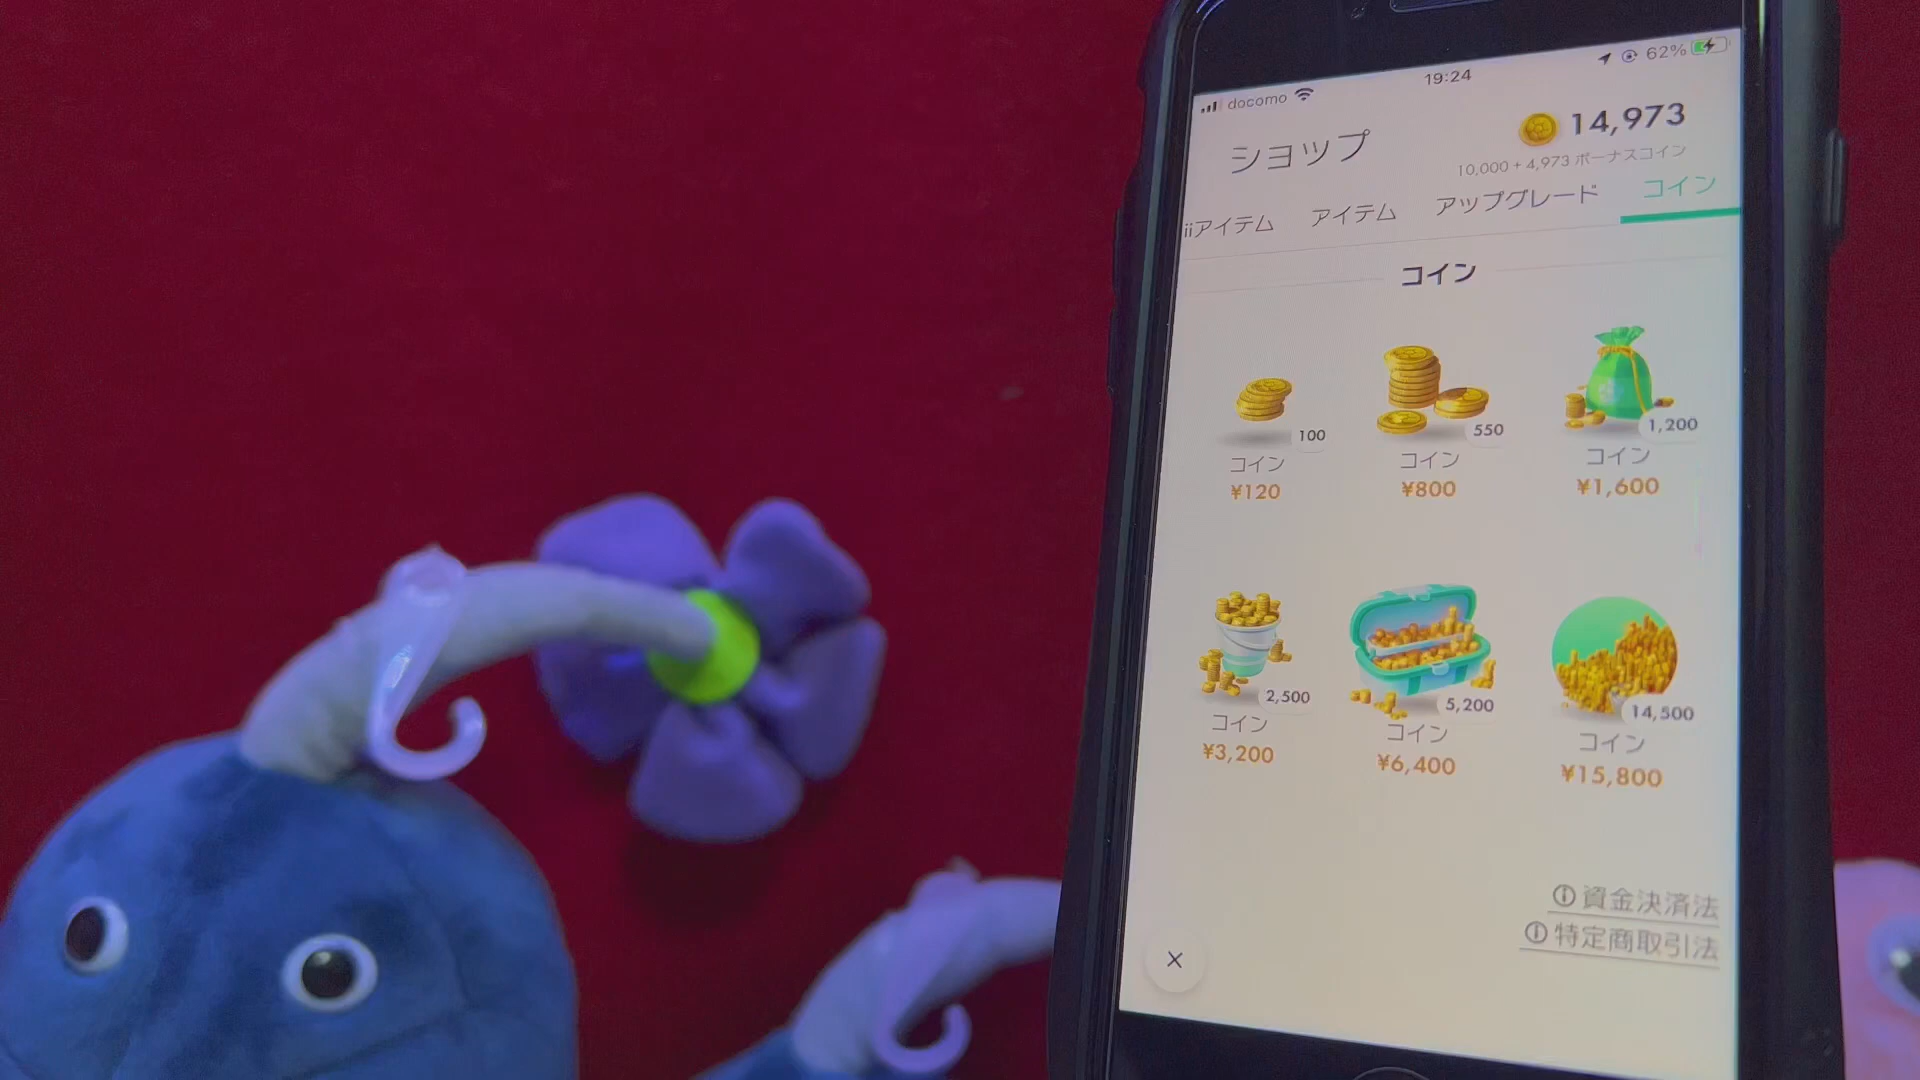 19:24
docomo
62%
ショップ
14,973
10,000 + 4,973 ボーナスコイン
iiアイテム アイテム アップグレード コイン
コイン
100 550 1,200
コイン コイン コイン
¥120 ¥800 ¥1,600
2,500 5,200 14,500
コイン コイン コイン
¥3,200 ¥6,400 ¥15,800
資金決済法
特定商取引法